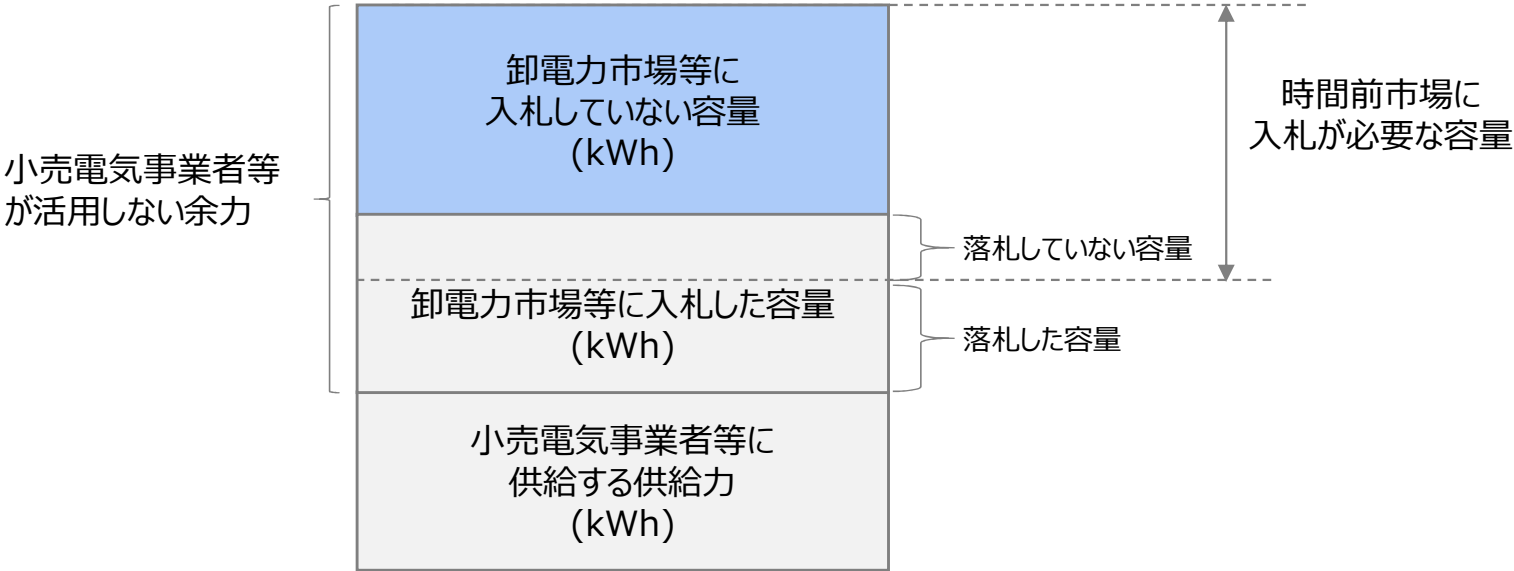 卸電力市場等に
入札していない容量
(kWh)
時間前市場に
入札が必要な容量
小売電気事業者等
が活用しない余力
落札していない容量
卸電力市場等に入札した容量
(kWh)
落札した容量
小売電気事業者等に
供給する供給力
(kWh)